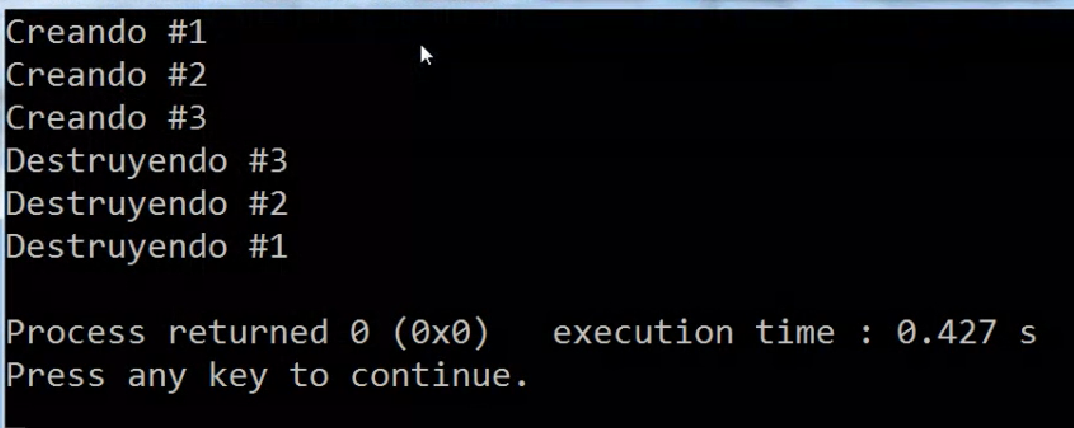 Creando #1
Creando #2
Creando #3
Destruyendo #3
Destruyendo #2
Destruyendo #1
Process returned 0 (0x0)   execution time : 0.427 s
Press any key to continue.